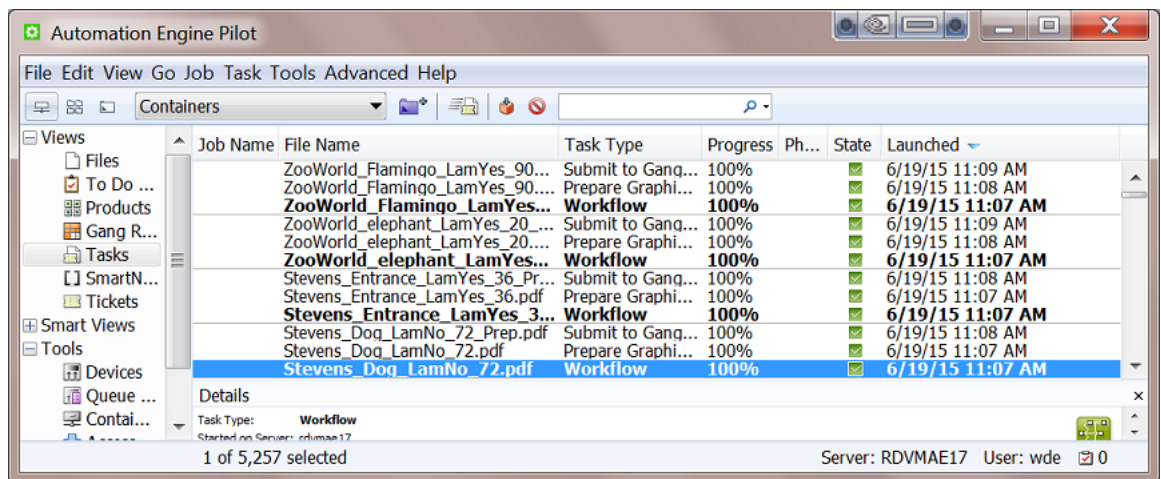 Automation Engine Pilot
File Edit View Go Job Task Tools Advanced Help
Containers
Views
Files
To Do ...
Products
Gang R...
Tasks
SmartN...
Tickets
Smart Views
Tools
Devices
Queue ...
Contai...
Job Name File Name Task Type Progress Ph... State Launched
ZooWorld_Flamingo_LamYes_90... Submit to Gang... 100% 6/19/15 11:09 AM
ZooWorld_Flamingo_LamYes_90.... Prepare Graphi... 100% 6/19/15 11:08 AM
ZooWorld_Flamingo_LamYes... Workflow 100% 6/19/15 11:07 AM
ZooWorld_elephant_LamYes_20_... Submit to Gang... 100% 6/19/15 11:09 AM
ZooWorld_elephant_LamYes_20.... Prepare Graphi... 100% 6/19/15 11:08 AM
ZooWorld_elephant_LamYes... Workflow 100% 6/19/15 11:07 AM
Stevens_Entrance_LamYes_36_Pr... Submit to Gang... 100% 6/19/15 11:08 AM
Stevens_Entrance_LamYes_36.pdf Prepare Graphi... 100% 6/19/15 11:07 AM
Stevens_Entrance_LamYes_3... Workflow 100% 6/19/15 11:07 AM
Stevens_Dog_LamNo_72_Prep.pdf Submit to Gang... 100% 6/19/15 11:08 AM
Stevens_Dog_LamNo_72.pdf Prepare Graphi... 100% 6/19/15 11:07 AM
Stevens_Dog_LamNo_72.pdf Workflow 100% 6/19/15 11:07 AM
Details
Task Type: Workflow
Started on Server: rdvmae17
1 of 5,257 selected
Server: RDVMAE17 User: wde 0